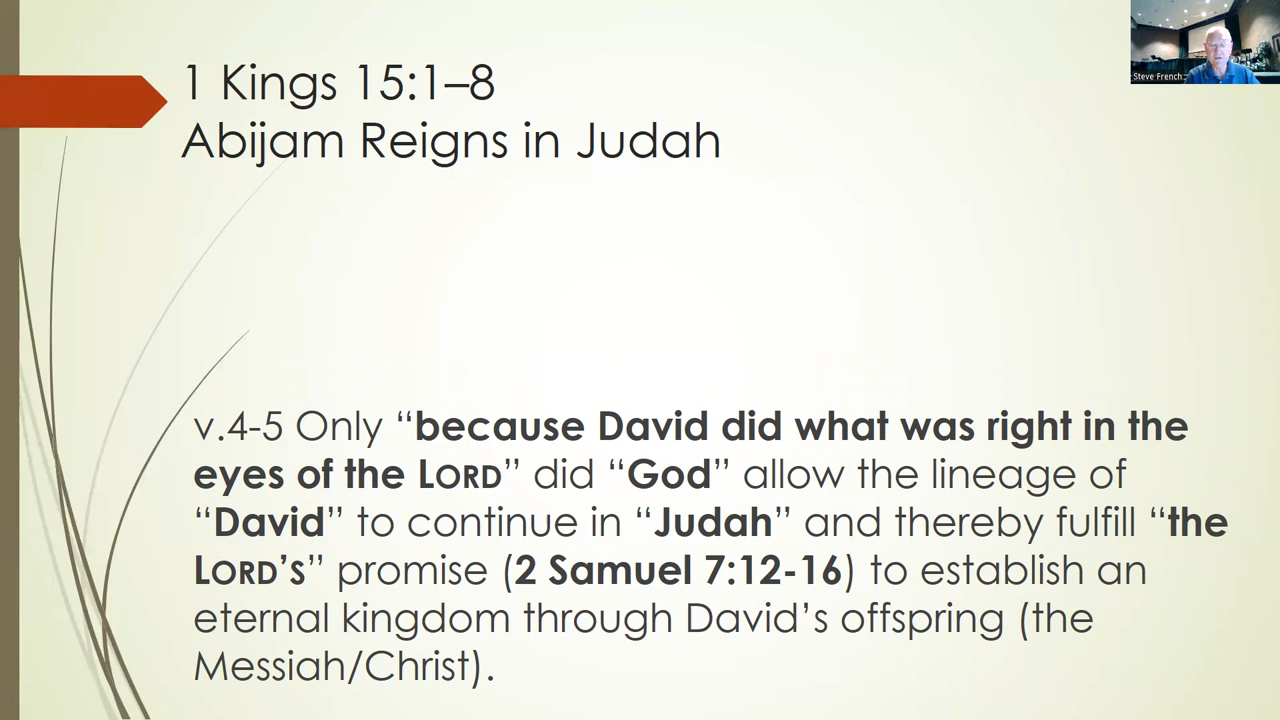 1 Kings 15:1–8
Abijam Reigns in Judah
Steve French
v.4-5 Only “because David did what was right in the
eyes of the LORD” did “God” allow the lineage of
“David” to continue in “Judah” and thereby fulfill “the
LORD’S” promise (2 Samuel 7:12-16) to establish an
eternal kingdom through David’s offspring (the
Messiah/Christ).